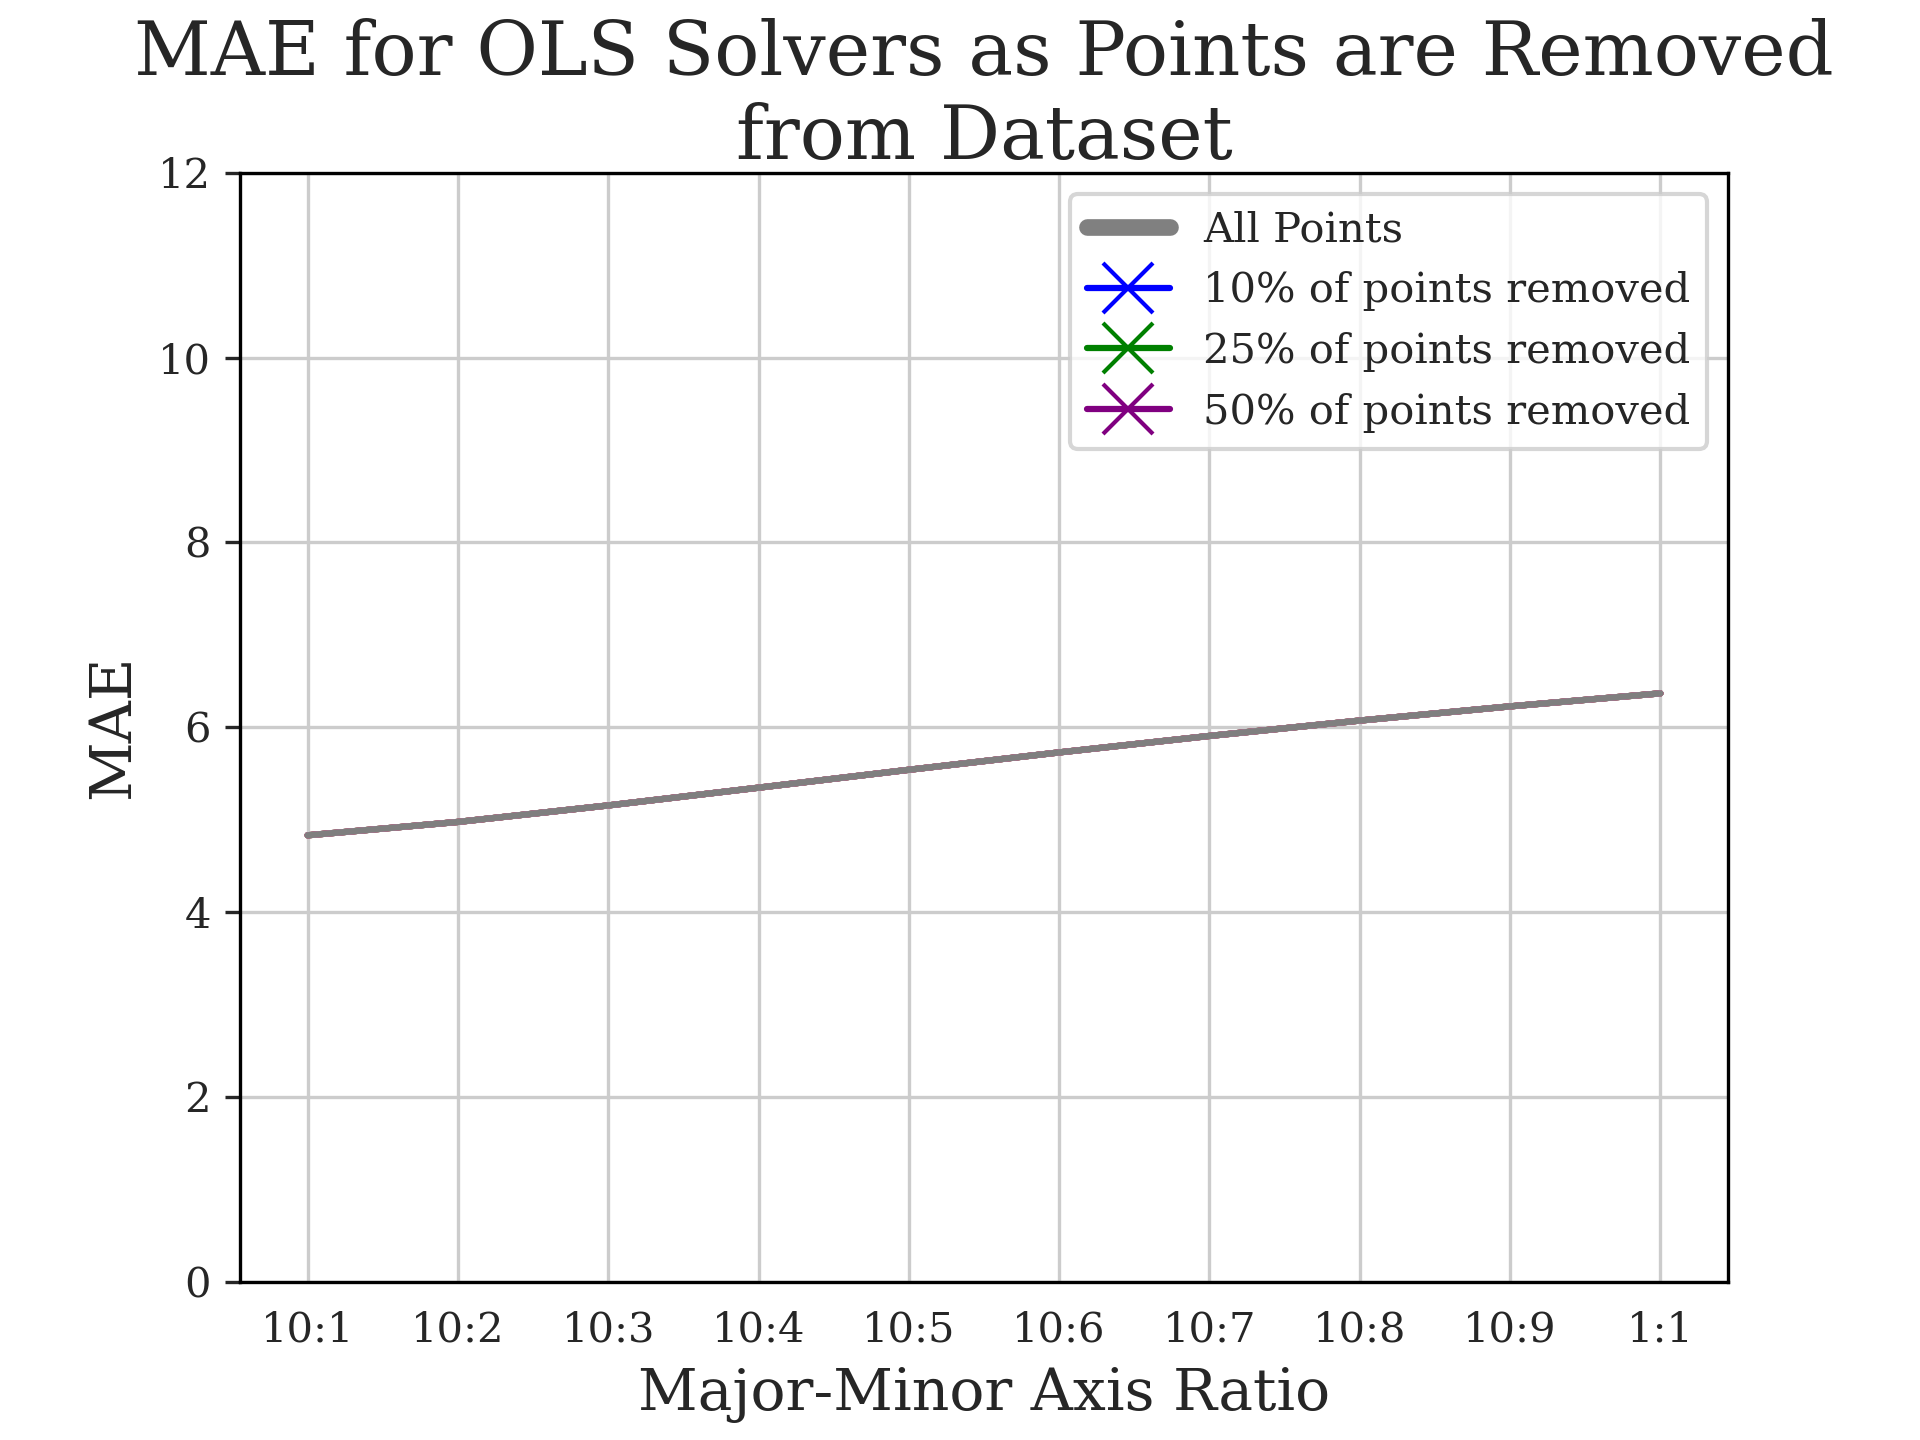 MAE for OLS Solvers as Points are Removed
from Dataset
12
10
8
6
4
2
0
MAE
All Points
10% of points removed
25% of points removed
50% of points removed
10:1 10:2 10:3 10:4 10:5 10:6 10:7 10:8 10:9 1:1
Major-Minor Axis Ratio